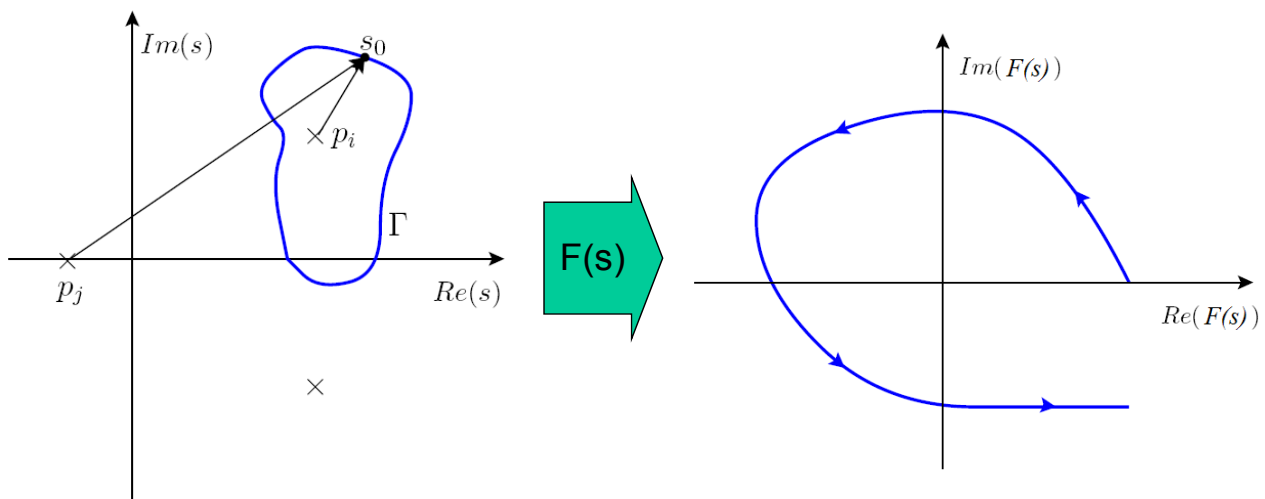 Im(s)
s₀
pᵢ
Γ
pⱼ
Re(s)
F(s)
Im(F(s))
Re(F(s))